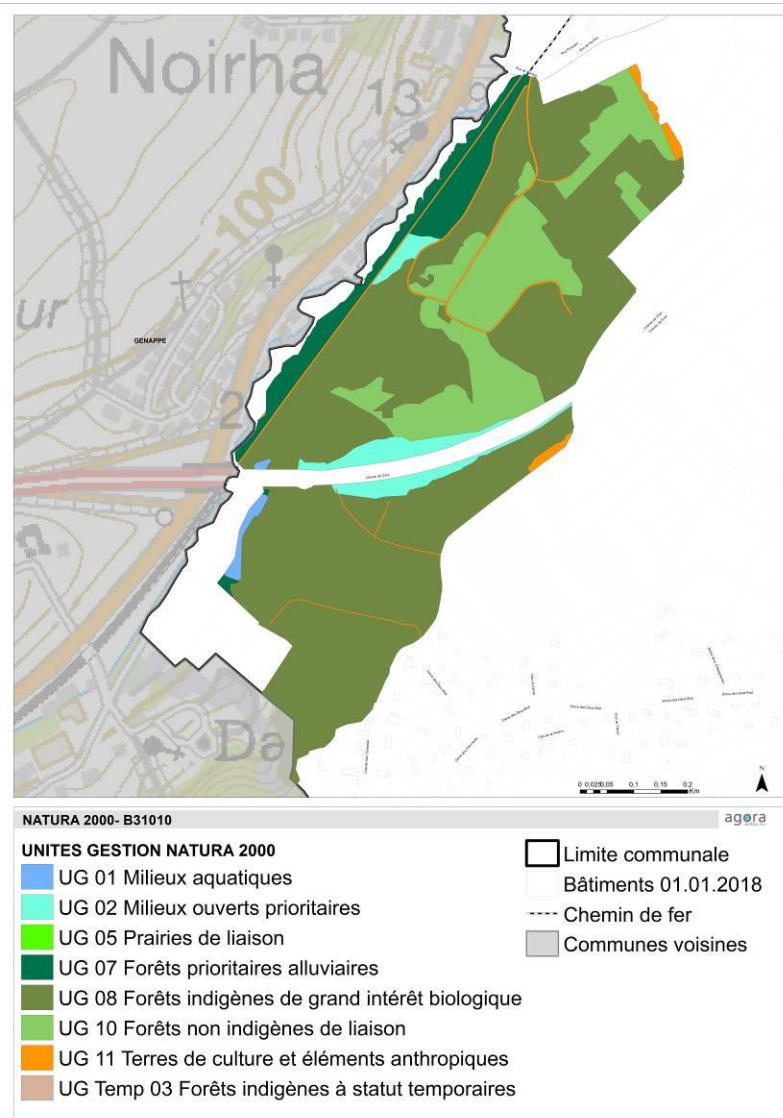 Noirha
13
9
100
ur
GENAPPE
2
Da
N
0 0,0250,05 0,1 0,15 0,2
Km
NATURA 2000- B31010
agora
UNITES GESTION NATURA 2000
UG 01 Milieux aquatiques
UG 02 Milieux ouverts prioritaires
UG 05 Prairies de liaison
UG 07 Forêts prioritaires alluviaires
UG 08 Forêts indigènes de grand intérêt biologique
UG 10 Forêts non indigènes de liaison
UG 11 Terres de culture et éléments anthropiques
UG Temp 03 Forêts indigènes à statut temporaires
Limite communale
Bâtiments 01.01.2018
Chemin de fer
Communes voisines